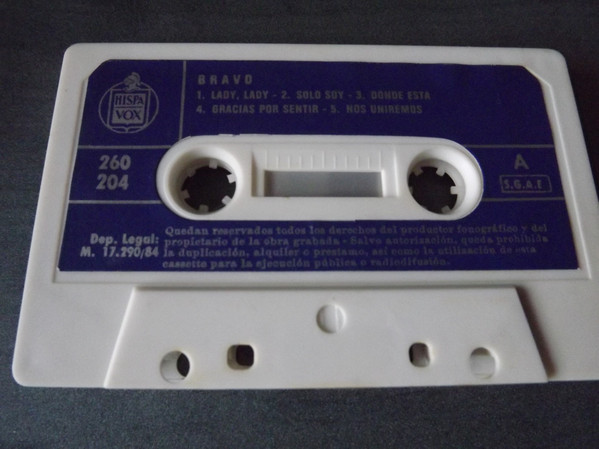 HISPA
VOX
BRAVO
1. LADY, LADY - 2. SOLO SOY - 3. DONDE ESTA
4. GRACIAS POR SENTIR - 5. NOS UNIREMOS
260
204
A
S.G.A.E
Dep. Legal:
M. 17.290/84
Quedan reservados todos los derechos del productor fonográfico y del
propietario de la obra grabada - Salvo autorización, queda prohibida
la duplicación, alquiler o prestamo, así como la utilización de esta
cassette para la ejecución pública o radiodifusión.